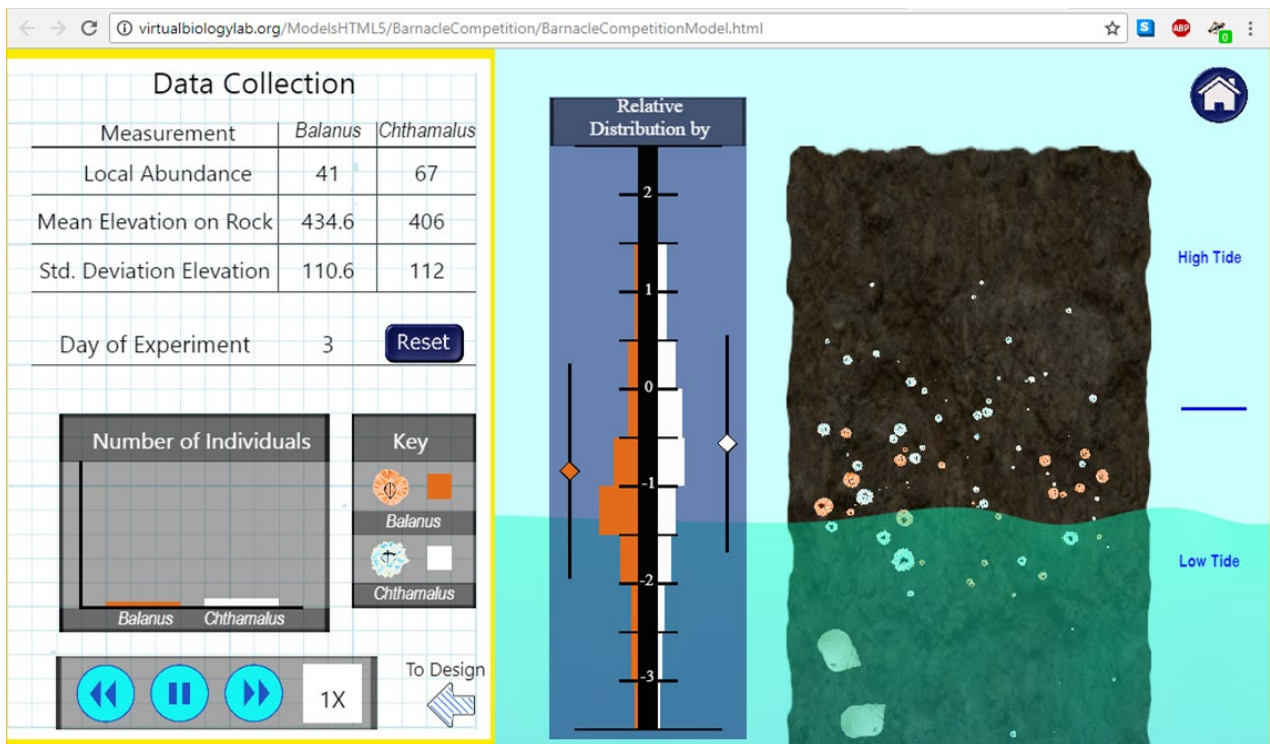 virtualbiologylab.org/ModelsHTML5/BarnacleCompetition/BarnacleCompetitionModel.html
S
ABP
0
Data Collection
Measurement Balanus Chthamalus
Local Abundance 41 67
Mean Elevation on Rock 434.6 406
Std. Deviation Elevation 110.6 112
Day of Experiment 3 Reset
Number of Individuals
Balanus Chthamalus
Key
Balanus
Chthamalus
1X
To Design
Relative
Distribution by
2
1
0
-1
-2
-3
High Tide
Low Tide